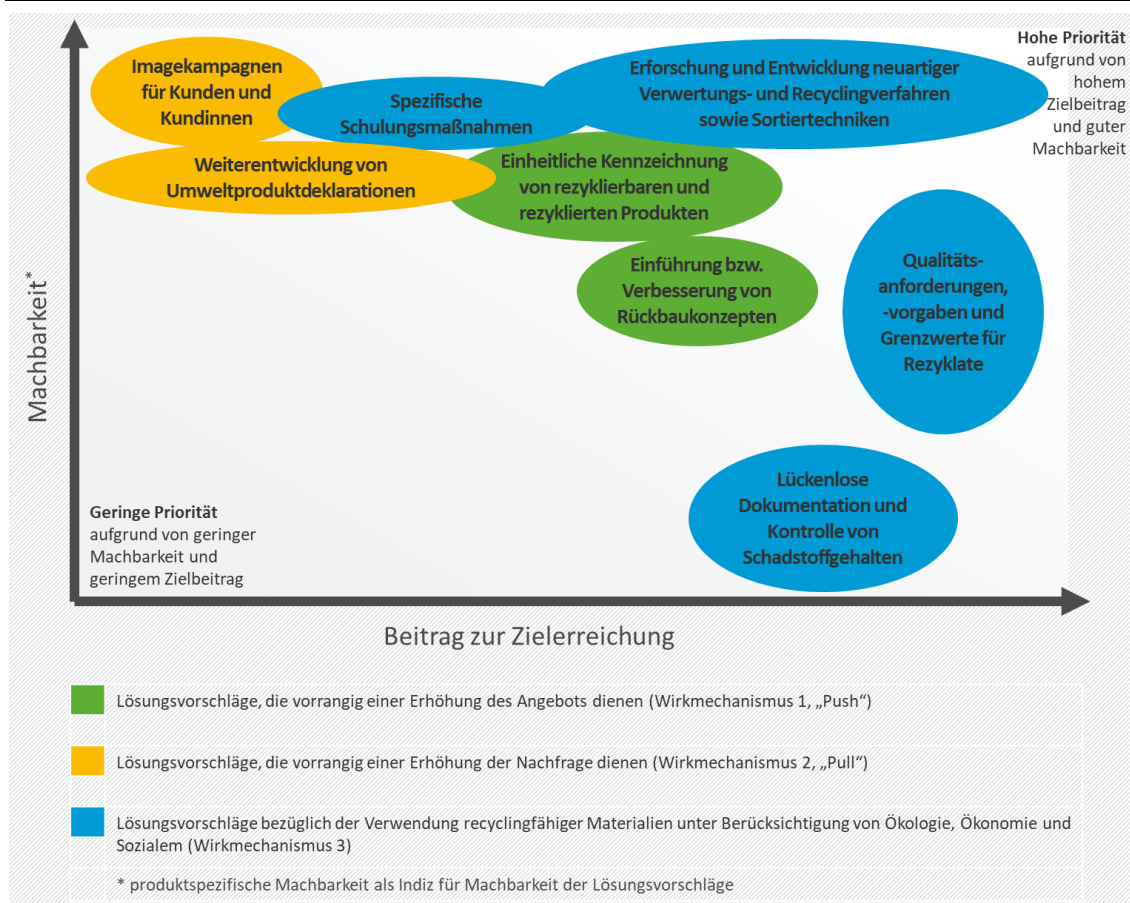 Imagekampagnen
für Kunden und
Kundinnen
Spezifische
Schulungsmaßnahmen
Erforschung und Entwicklung neuartiger
Verwertungs- und Recyclingverfahren
sowie Sortiertechniken
Hohe Priorität
aufgrund von
hohem
Zielbeitrag
und guter
Machbarkeit
Weiterentwicklung von
Umweltproduktdeklarationen
Einheitliche Kennzeichnung
von rezyklierbaren und
rezyklierten Produkten
Einführung bzw.
Verbesserung von
Rückbaukonzepten
Qualitäts-
anforderungen,
-vorgaben und
Grenzwerte für
Rezyklate
Machbarkeit*
Lückenlose
Dokumentation und
Kontrolle von
Schadstoffgehalten
Geringe Priorität
aufgrund von geringer
Machbarkeit und
geringem Zielbeitrag
Beitrag zur Zielerreichung
Lösungsvorschläge, die vorrangig einer Erhöhung des Angebots dienen (Wirkmechanismus 1, „Push“)
Lösungsvorschläge, die vorrangig einer Erhöhung der Nachfrage dienen (Wirkmechanismus 2, „Pull“)
Lösungsvorschläge bezüglich der Verwendung recyclingfähiger Materialien unter Berücksichtigung von Ökologie, Ökonomie und
Sozialem (Wirkmechanismus 3)
* produktspezifische Machbarkeit als Indiz für Machbarkeit der Lösungsvorschläge